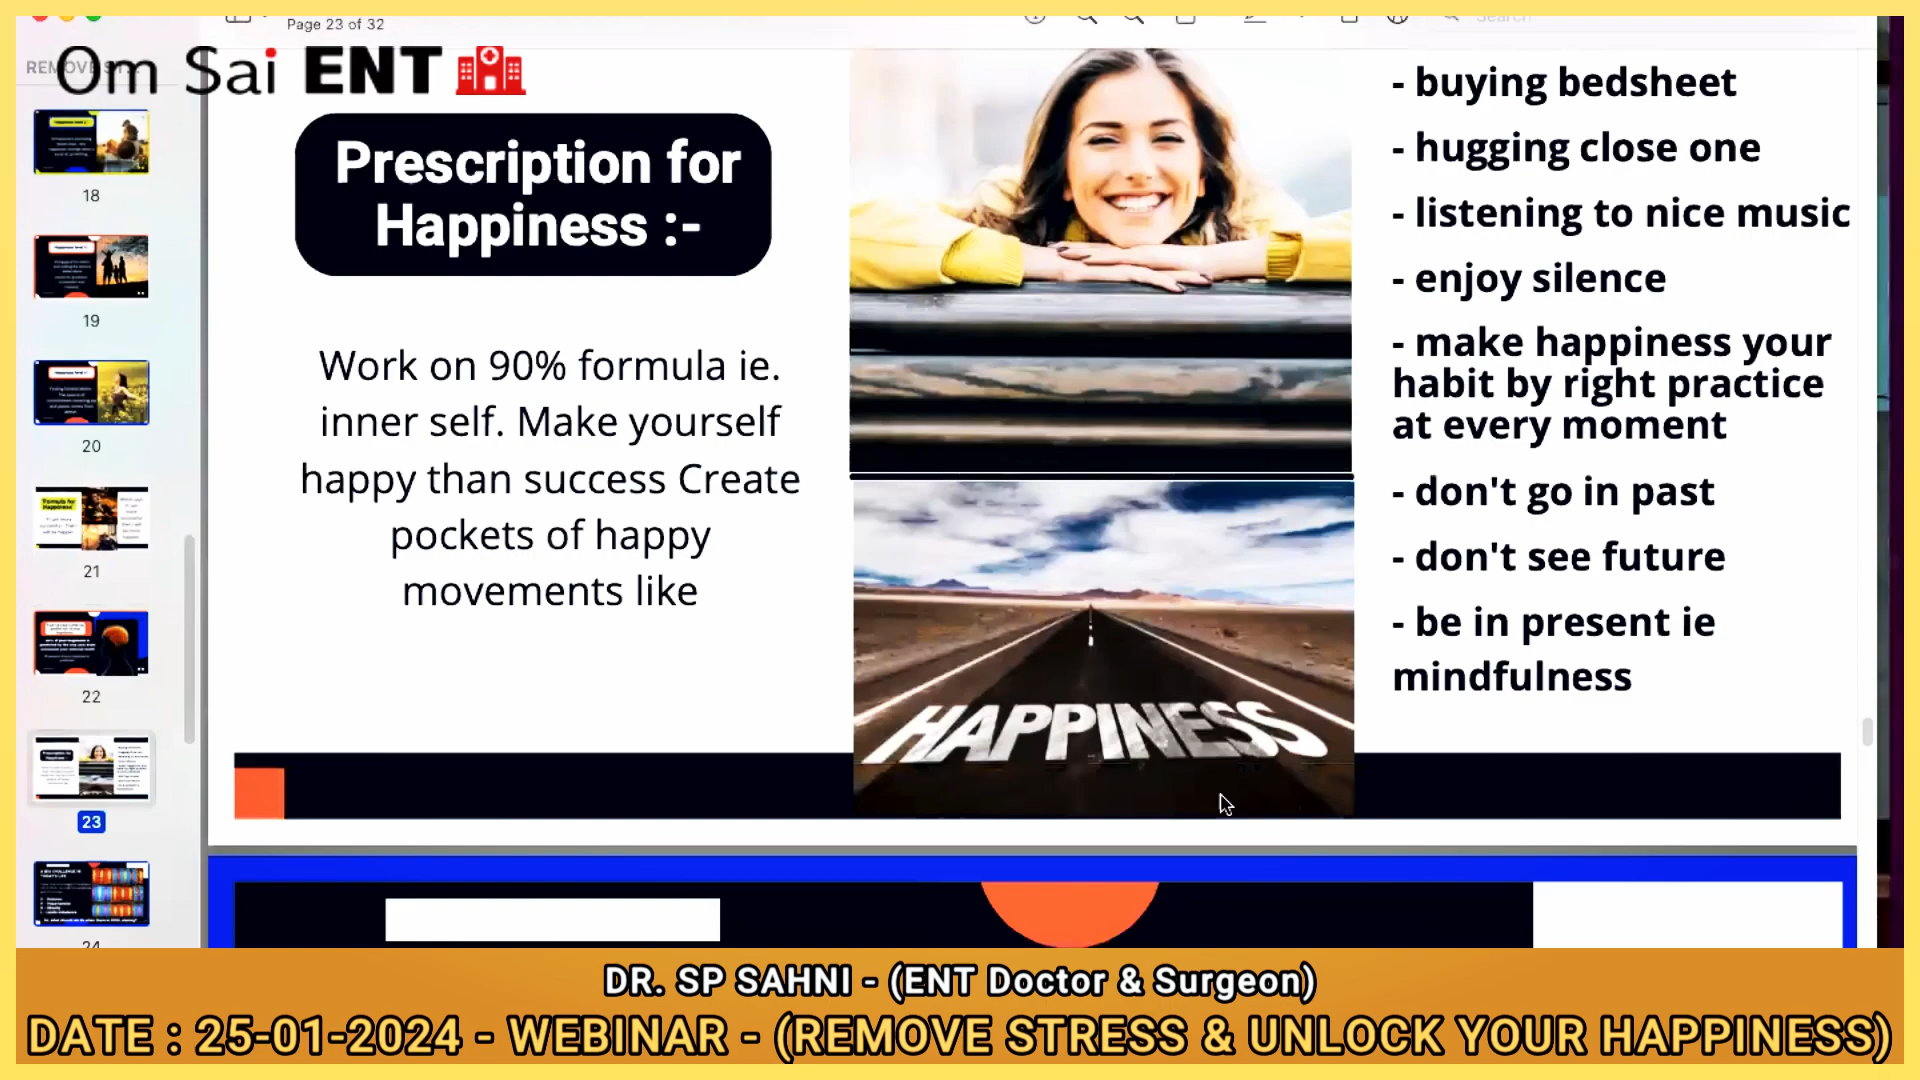 Page 23 of 32
Search
Om Sai ENT
18
19
20
21
22
23
24
Prescription for
Happiness :-
Work on 90% formula ie.
inner self. Make yourself
happy than success Create
pockets of happy
movements like
HAPPINESS
- buying bedsheet
- hugging close one
- listening to nice music
- enjoy silence
- make happiness your
habit by right practice
at every moment
- don't go in past
- don't see future
- be in present ie
mindfulness
DR. SP SAHNI - (ENT Doctor & Surgeon)
DATE : 25-01-2024 - WEBINAR - (REMOVE STRESS & UNLOCK YOUR HAPPINESS)